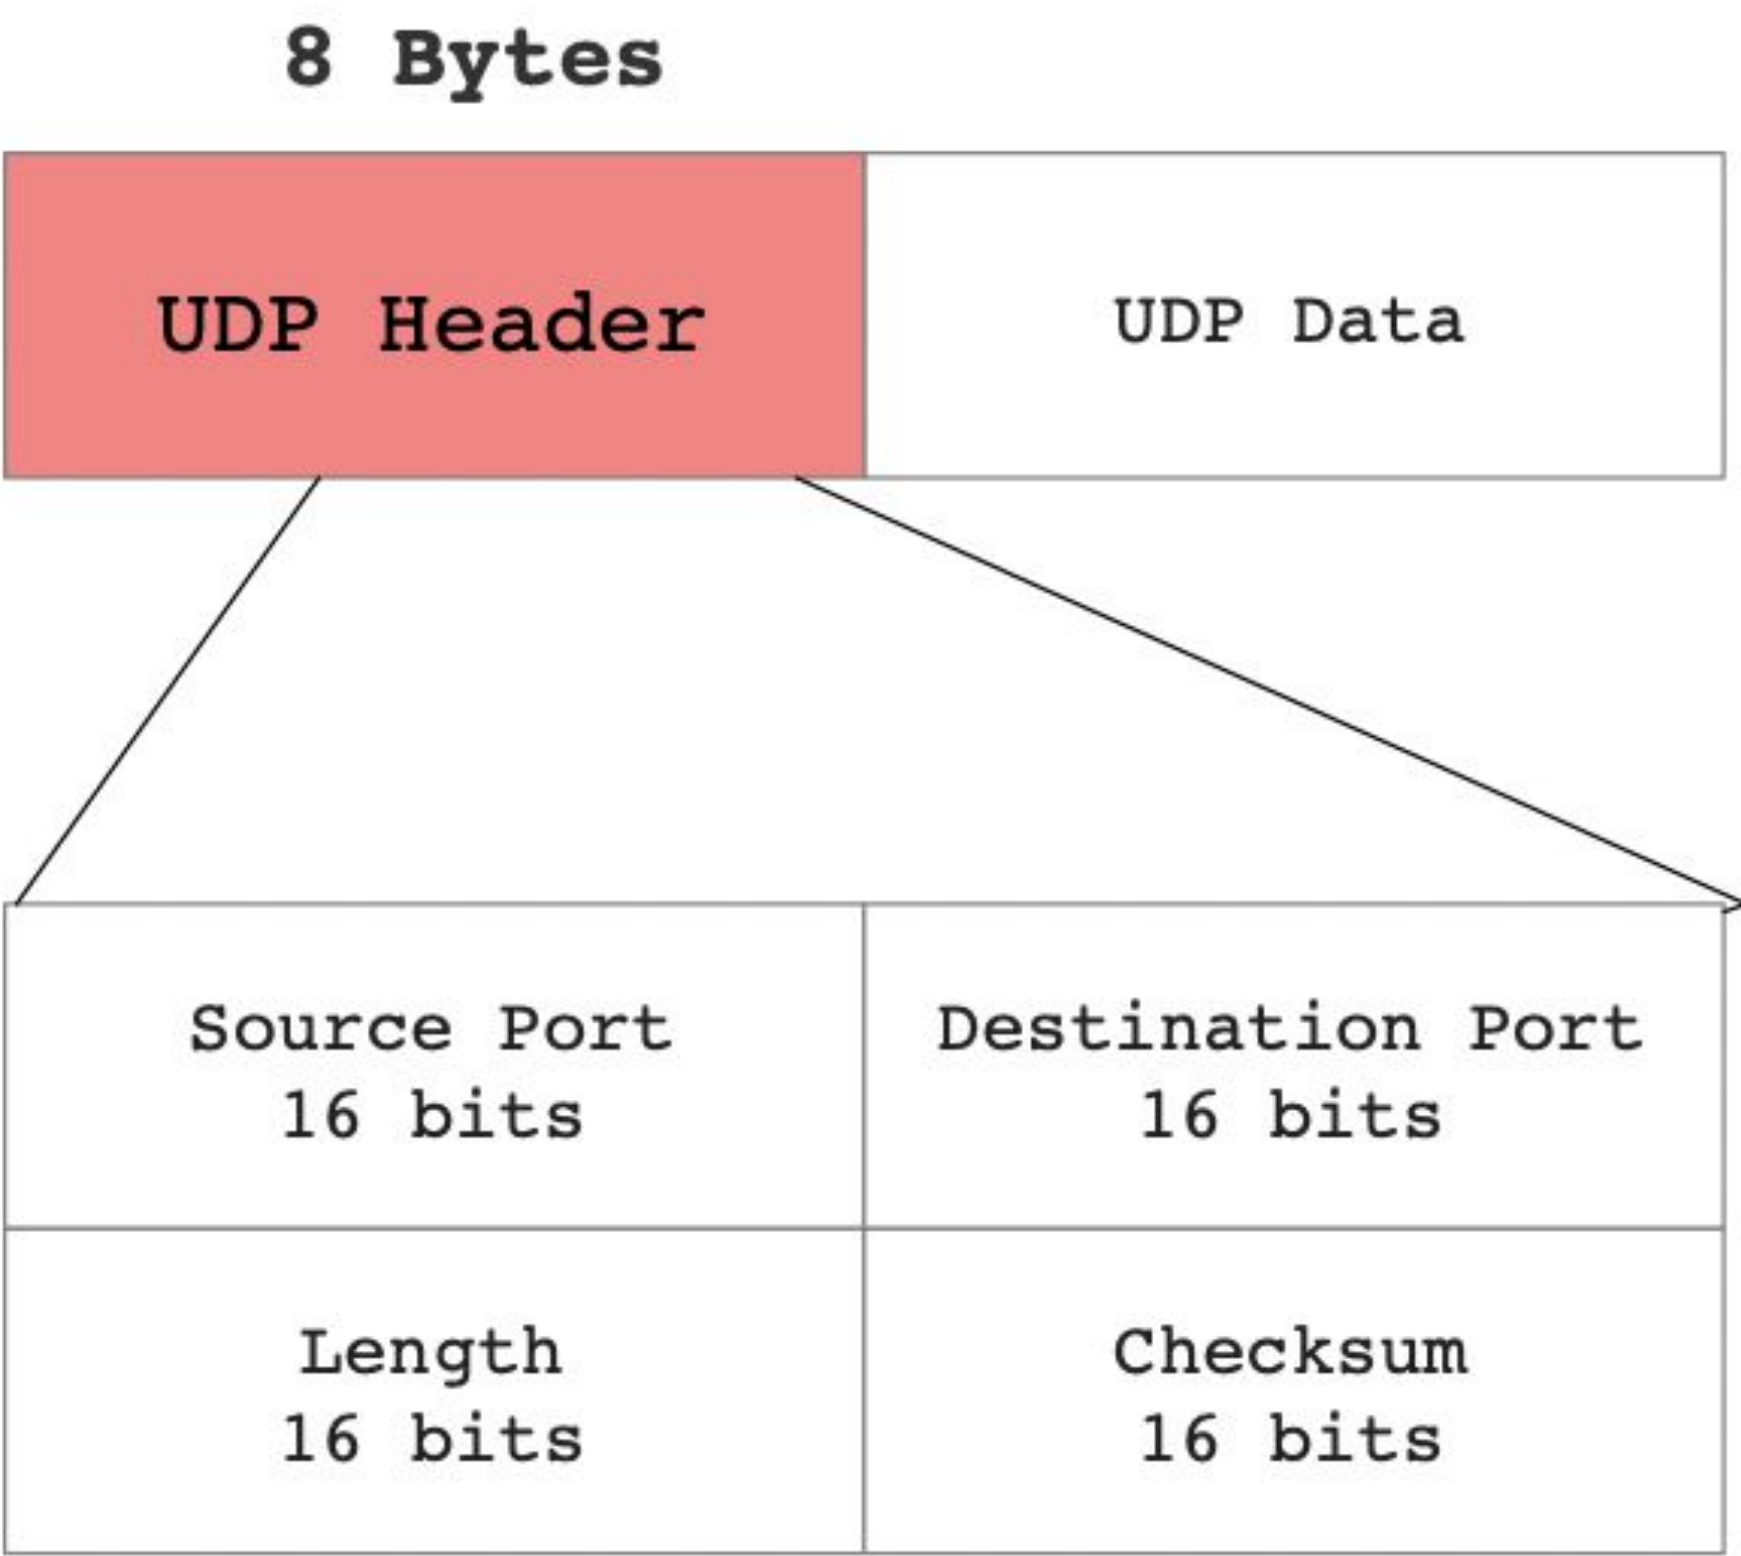 8 Bytes
UDP Header
UDP Data
Source Port
16 bits
Destination Port
16 bits
Length
16 bits
Checksum
16 bits